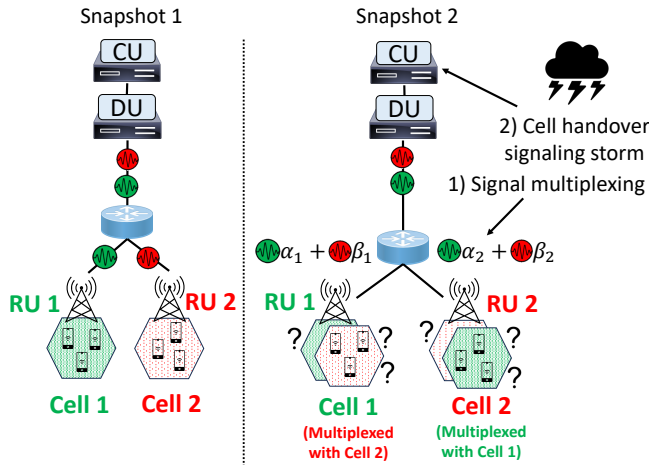 Snapshot 1
CU
DU
RU 1
RU 2
Cell 1
Cell 2
Snapshot 2
CU
DU
2) Cell handover
signaling storm
1) Signal multiplexing
α₁ + β₁
α₂ + β₂
RU 1
RU 2
?
?
?
?
Cell 1
(Multiplexed
with Cell 2)
Cell 2
(Multiplexed
with Cell 1)